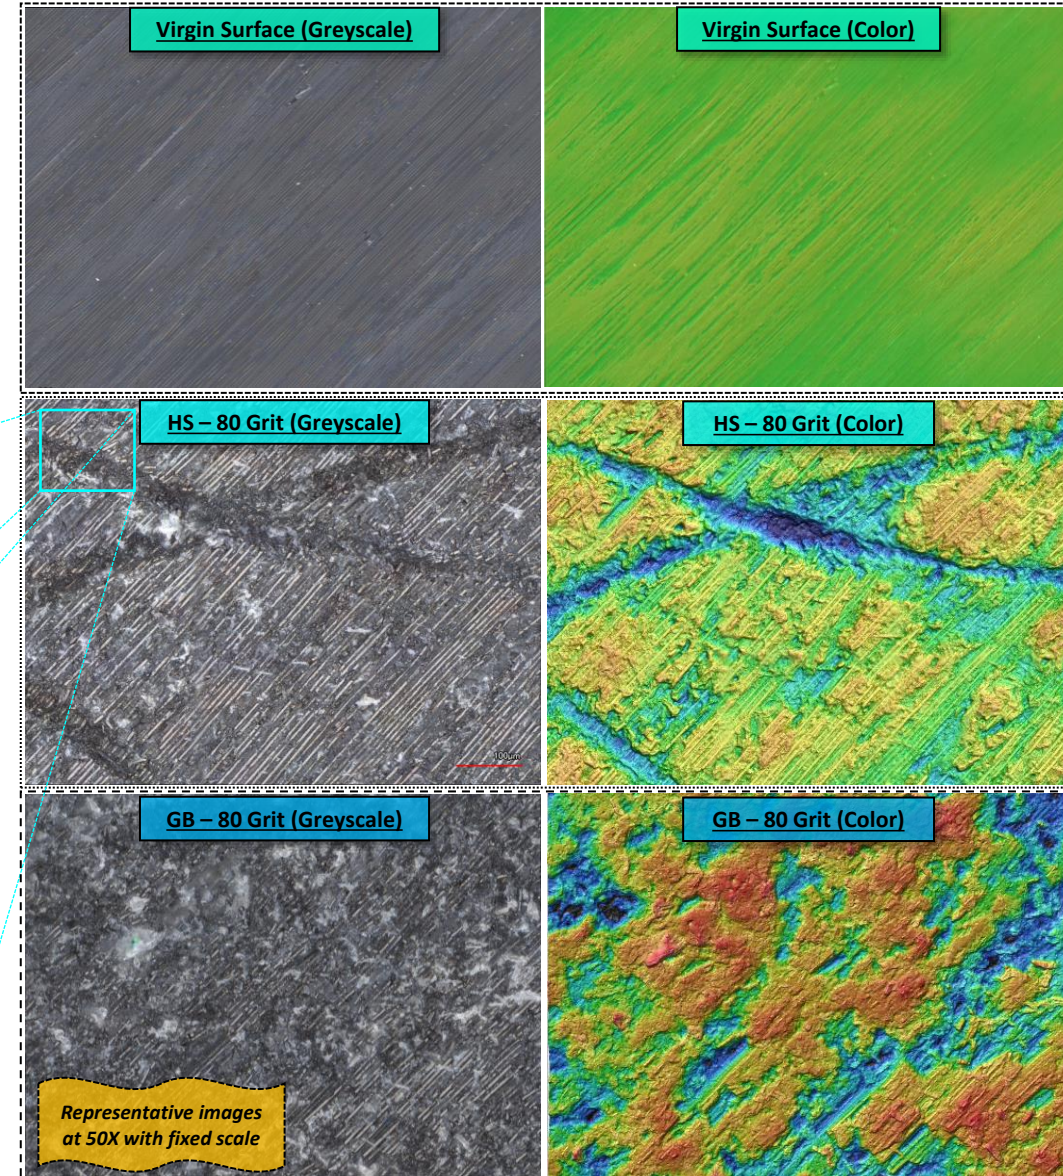 Virgin Surface (Greyscale)
Virgin Surface (Color)
HS – 80 Grit (Greyscale)
HS – 80 Grit (Color)
100μm
GB – 80 Grit (Greyscale)
GB – 80 Grit (Color)
Representative images
at 50X with fixed scale